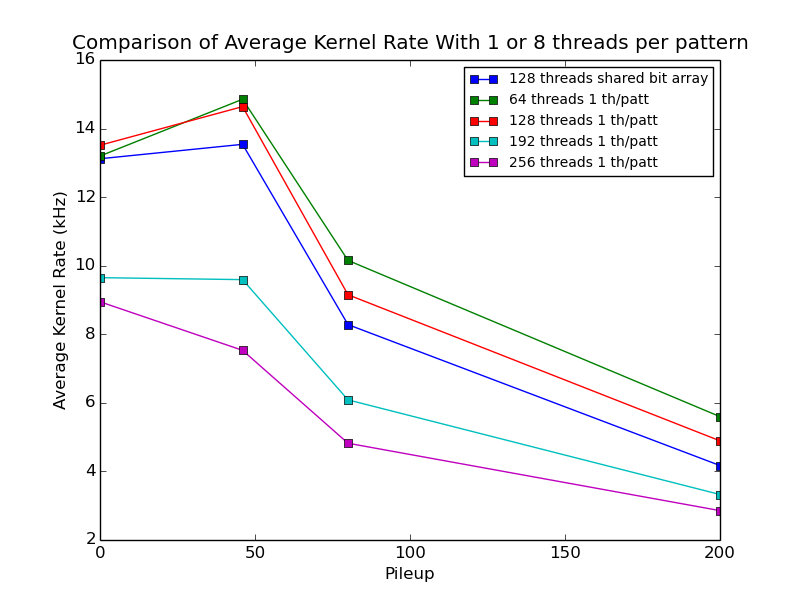 Comparison of Average Kernel Rate With 1 or 8 threads per pattern
16
14
12
10
8
6
4
2
Average Kernel Rate (kHz)
128 threads shared bit array
64 threads 1 th/patt
128 threads 1 th/patt
192 threads 1 th/patt
256 threads 1 th/patt
0 50 100 150 200
Pileup